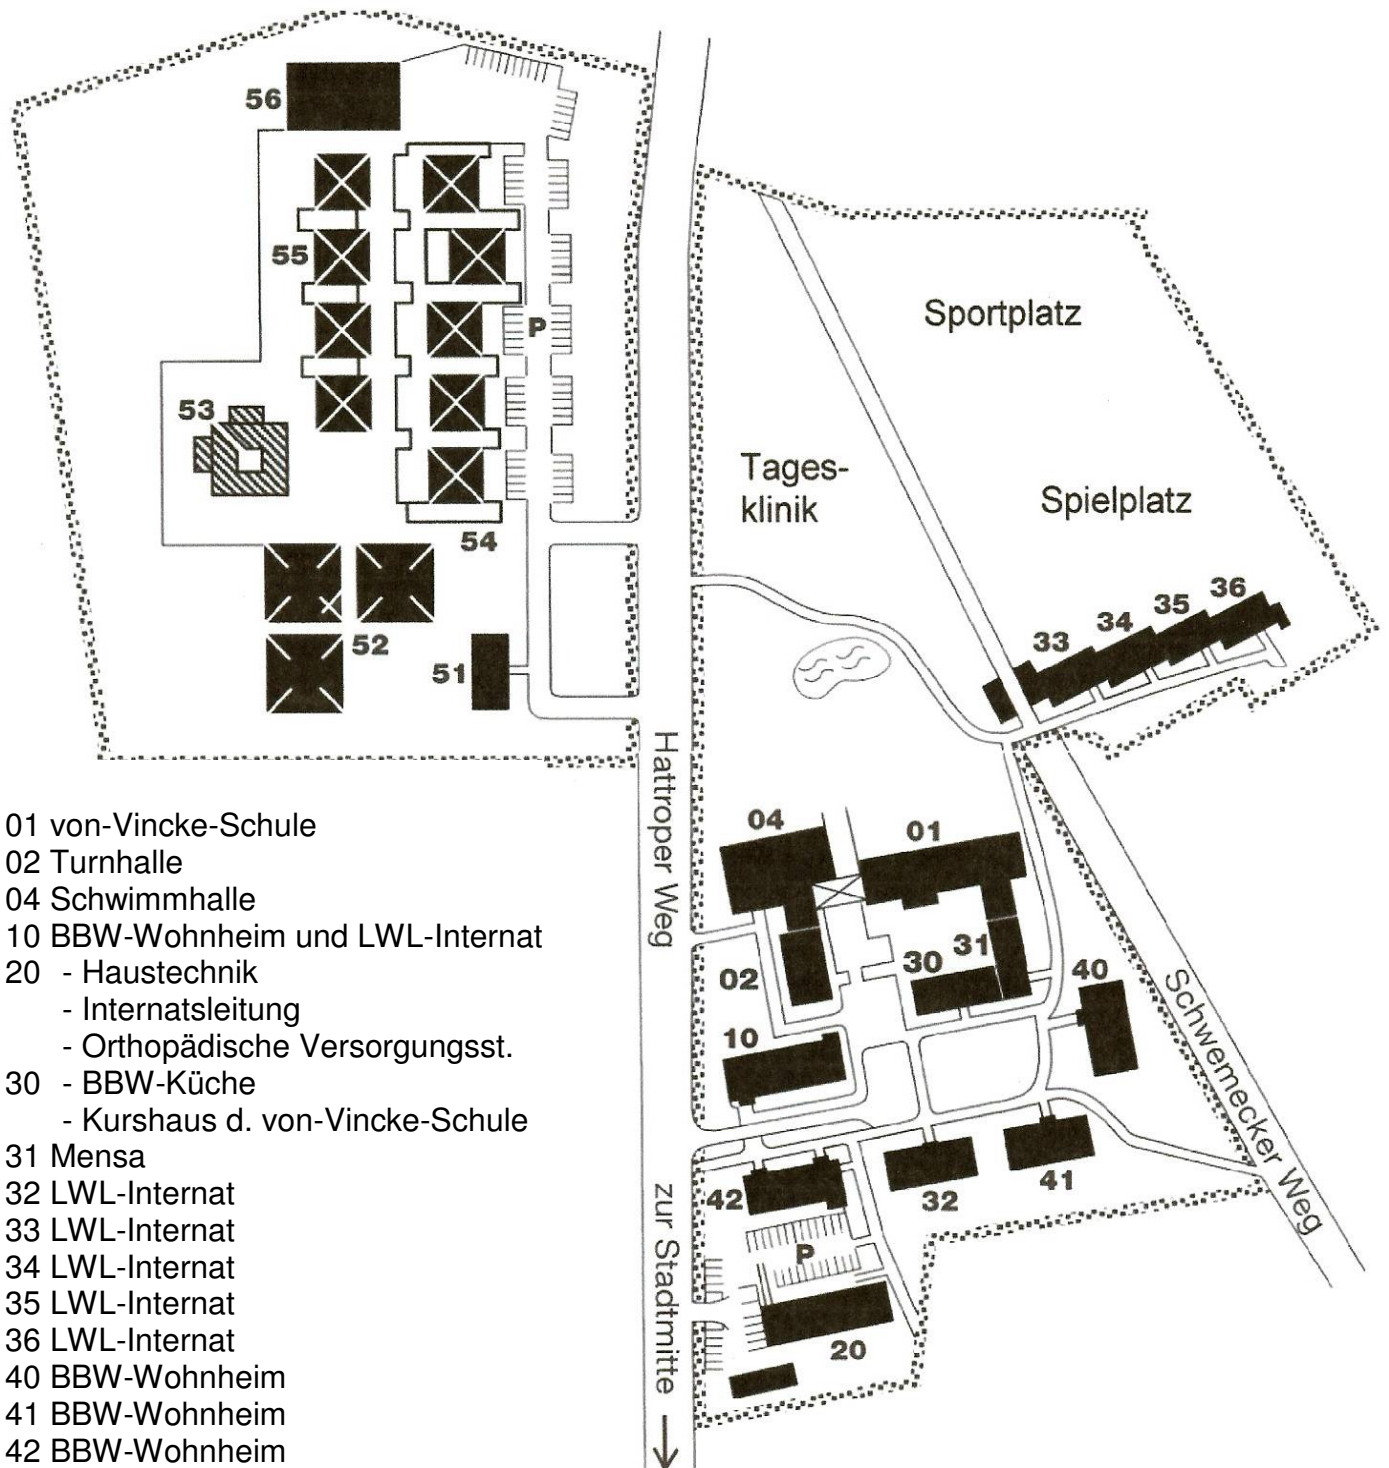 56
55
P
Sportplatz
53
Tages-
klinik
Spielplatz
54
36
35
34
33
52
51
Hattroper Weg
04
01
31
30
02
40
10
Schwemecker Weg
42
32
41
zur Stadtmitte
P
20
01 von-Vincke-Schule
02 Turnhalle
04 Schwimmhalle
10 BBW-Wohnheim und LWL-Internat
20 - Haustechnik
- Internatsleitung
- Orthopädische Versorgungsst.
30 - BBW-Küche
- Kurshaus d. von-Vincke-Schule
31 Mensa
32 LWL-Internat
33 LWL-Internat
34 LWL-Internat
35 LWL-Internat
36 LWL-Internat
40 BBW-Wohnheim
41 BBW-Wohnheim
42 BBW-Wohnheim